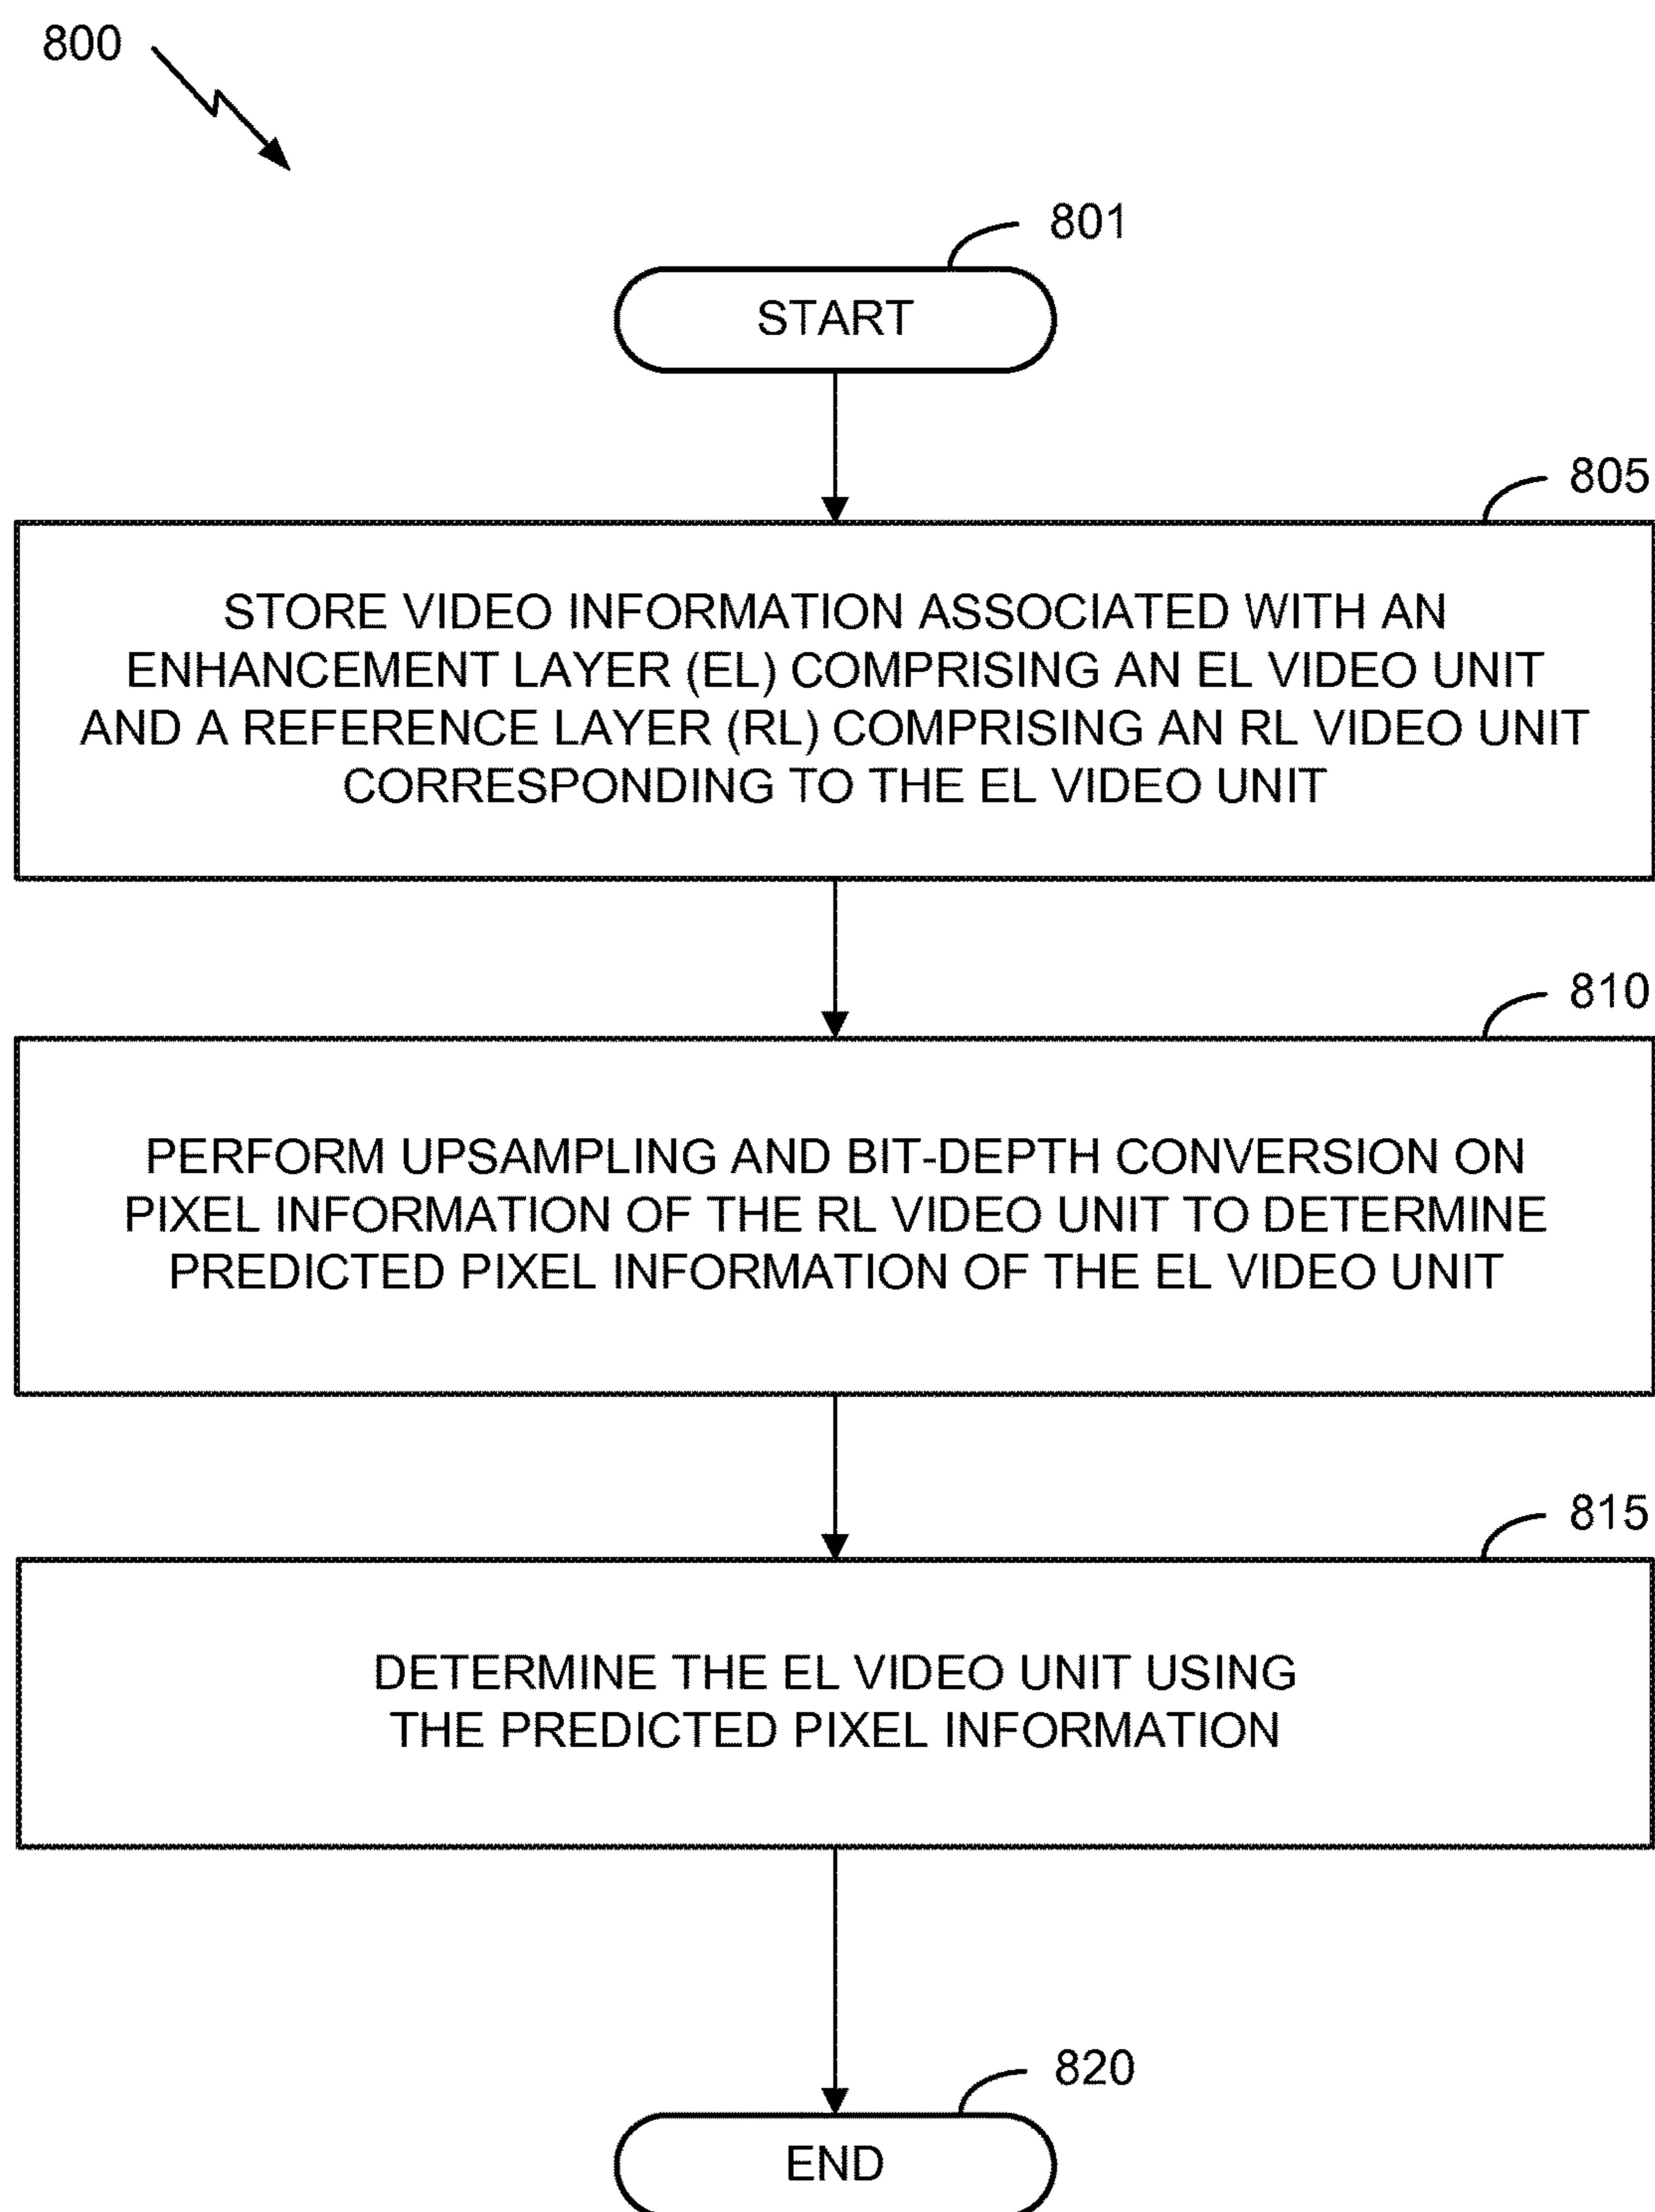 800
801
START
805
STORE VIDEO INFORMATION ASSOCIATED WITH AN
ENHANCEMENT LAYER (EL) COMPRISING AN EL VIDEO UNIT
AND A REFERENCE LAYER (RL) COMPRISING AN RL VIDEO UNIT
CORRESPONDING TO THE EL VIDEO UNIT
810
PERFORM UPSAMPLING AND BIT-DEPTH CONVERSION ON
PIXEL INFORMATION OF THE RL VIDEO UNIT TO DETERMINE
PREDICTED PIXEL INFORMATION OF THE EL VIDEO UNIT
815
DETERMINE THE EL VIDEO UNIT USING
THE PREDICTED PIXEL INFORMATION
820
END